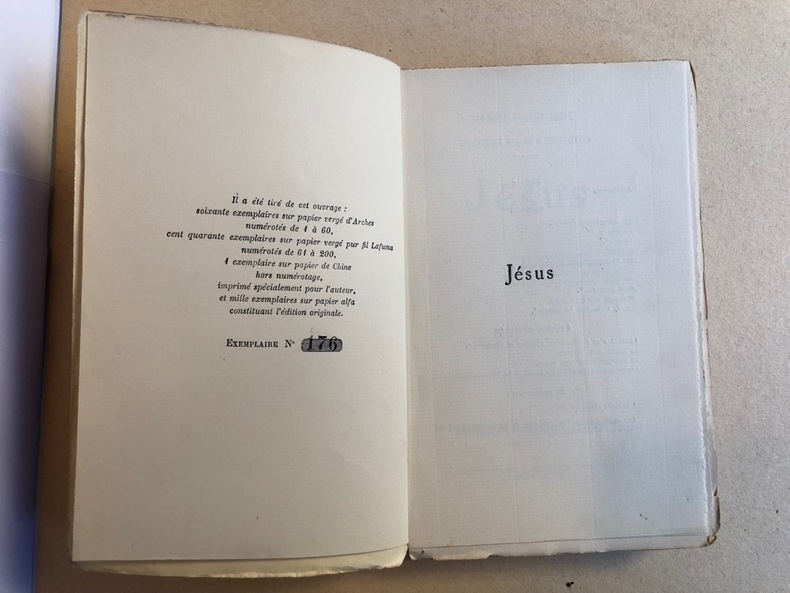 Il a été tiré de cet ouvrage :
soixante exemplaires sur papier vergé d'Arches
numérotés de 1 à 60,
cent quarante exemplaires sur papier vergé pur fil Lafuma
numérotés de 61 à 200,
1 exemplaire sur papier de Chine
hors numérotage,
imprimé spécialement pour l'auteur,
et mille exemplaires sur papier alfa
constituant l'édition originale.
EXEMPLAIRE N° 176
Jésus